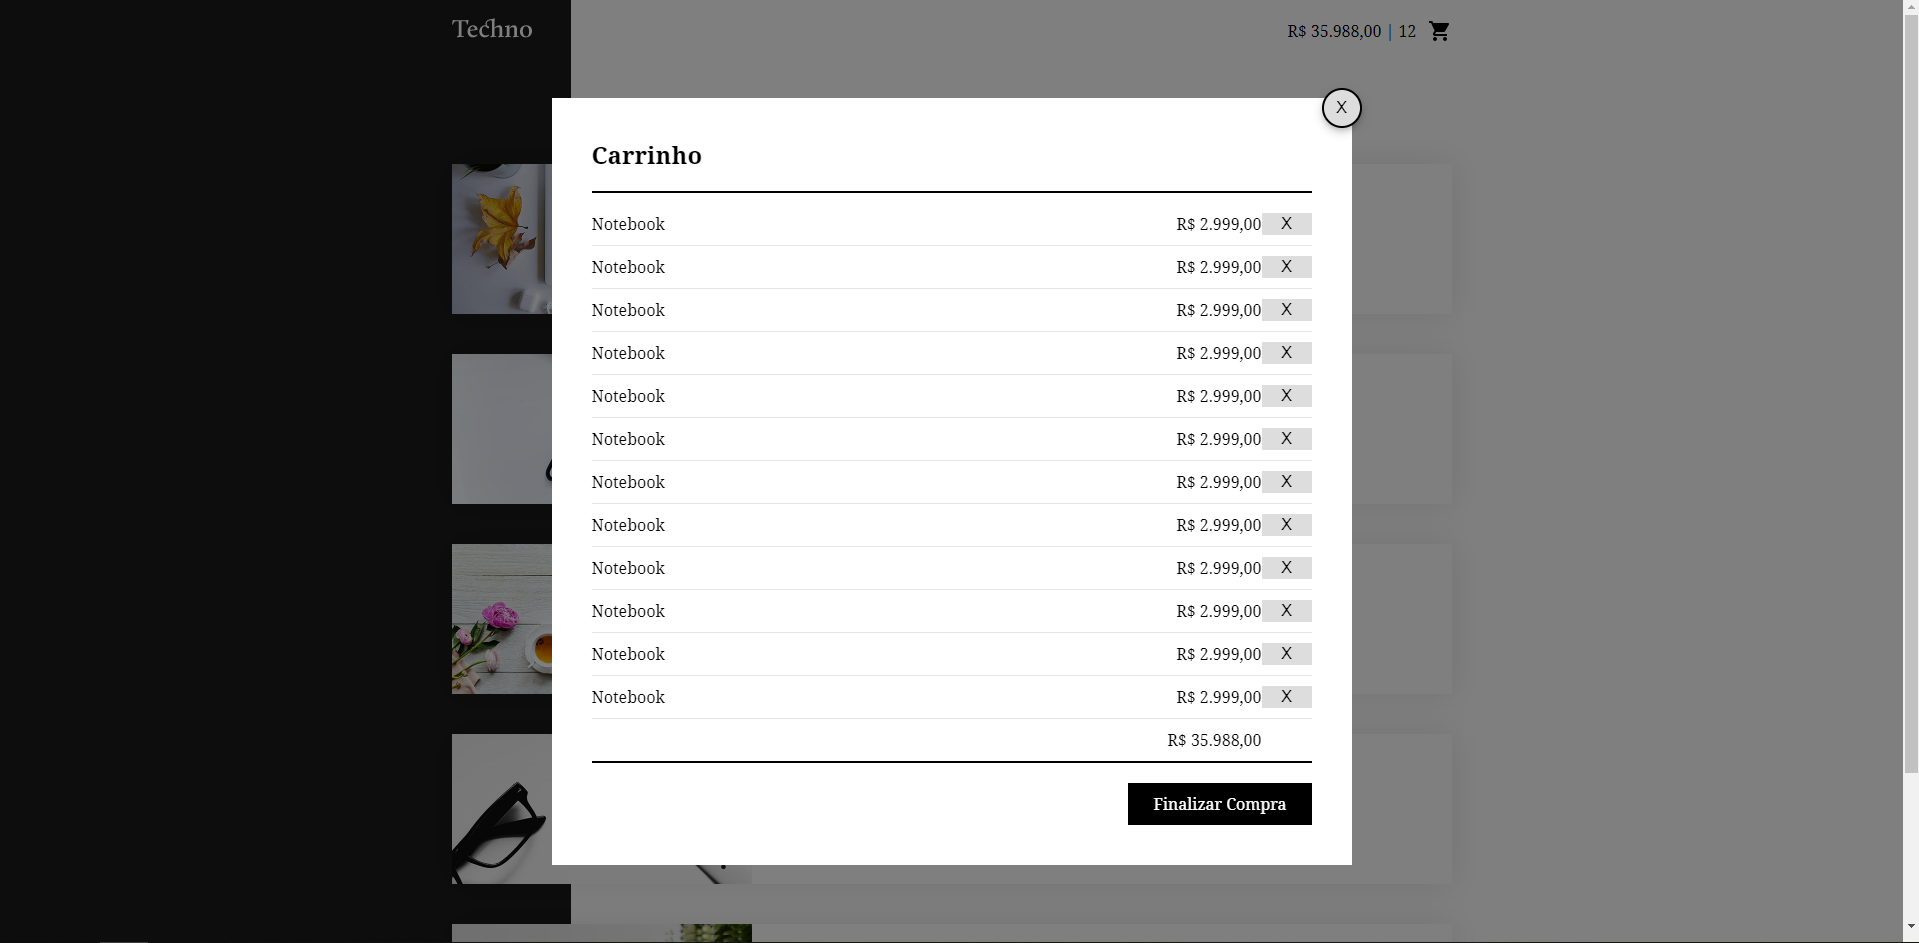 Techno
R$ 35.988,00 | 12
X
Carrinho
Notebook R$ 2.999,00 X
Notebook R$ 2.999,00 X
Notebook R$ 2.999,00 X
Notebook R$ 2.999,00 X
Notebook R$ 2.999,00 X
Notebook R$ 2.999,00 X
Notebook R$ 2.999,00 X
Notebook R$ 2.999,00 X
Notebook R$ 2.999,00 X
Notebook R$ 2.999,00 X
Notebook R$ 2.999,00 X
Notebook R$ 2.999,00 X
R$ 35.988,00
Finalizar Compra